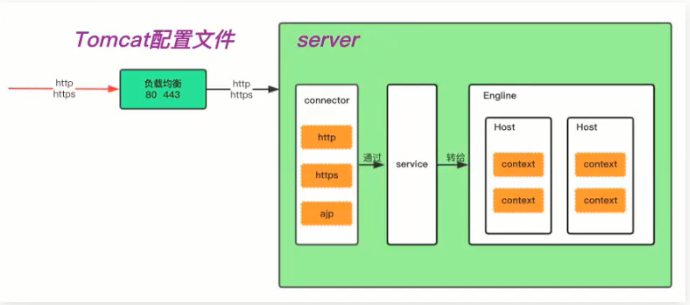 Tomcat配置文件
server
http
https
负载均衡
80 443
http
https
connector
http
https
ajp
通过
service
转给
Engline
Host
context
context
Host
context
context